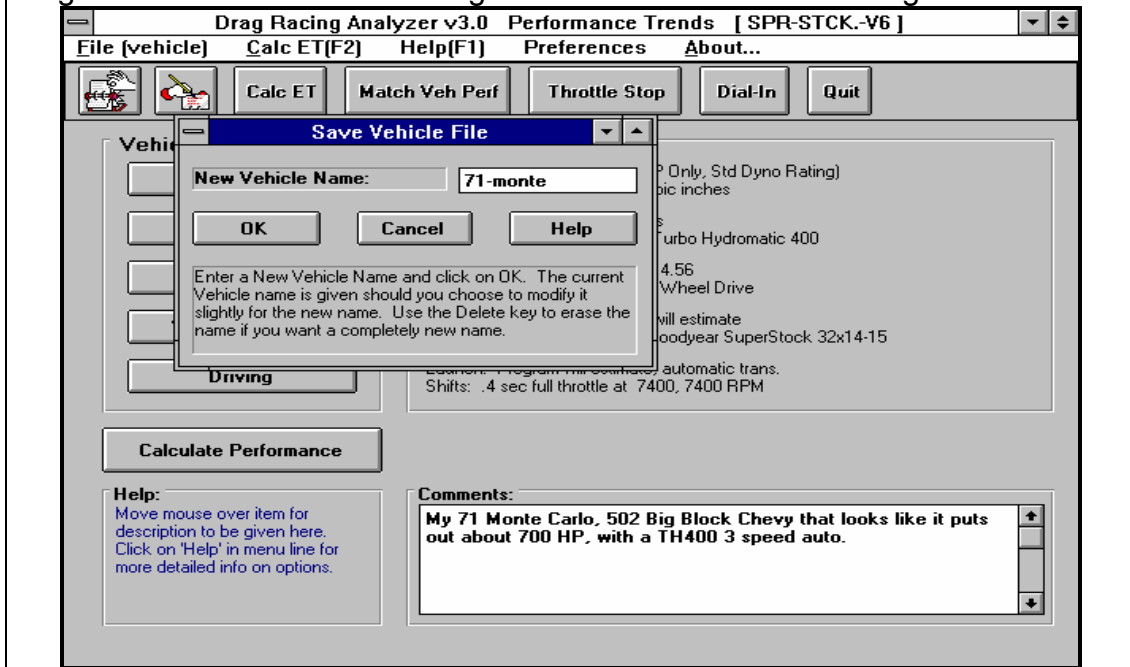 Drag Racing Analyzer v3.0 Performance Trends [ SPR-STCK.-V6 ]
File (vehicle) Calc ET(F2) Help(F1) Preferences About...
Calc ET Match Veh Perf Throttle Stop Dial-In Quit
Save Vehicle File
New Vehicle Name: 71-monte
OK Cancel Help
Enter a New Vehicle Name and click on OK. The current
Vehicle name is given should you choose to modify it
slightly for the new name. Use the Delete
key to erase the
name if you want a completely new name.
Only, Std Dyno Rating)
inches
Turbo Hydromatic 400
4.56
Wheel Drive
will estimate
Goodyear SuperStock 32x14-15
automatic trans.
Shifts: .4 sec full throttle at 7400, 7400 RPM
Driving
Calculate Performance
Help:
Move mouse over item for
description to be given here.
Click on 'Help' in menu line for
more detailed info on options.
Comments:
My 71 Monte Carlo, 502 Big Block Chevy that looks like it puts
out about 700 HP, with a TH400 3 speed auto.